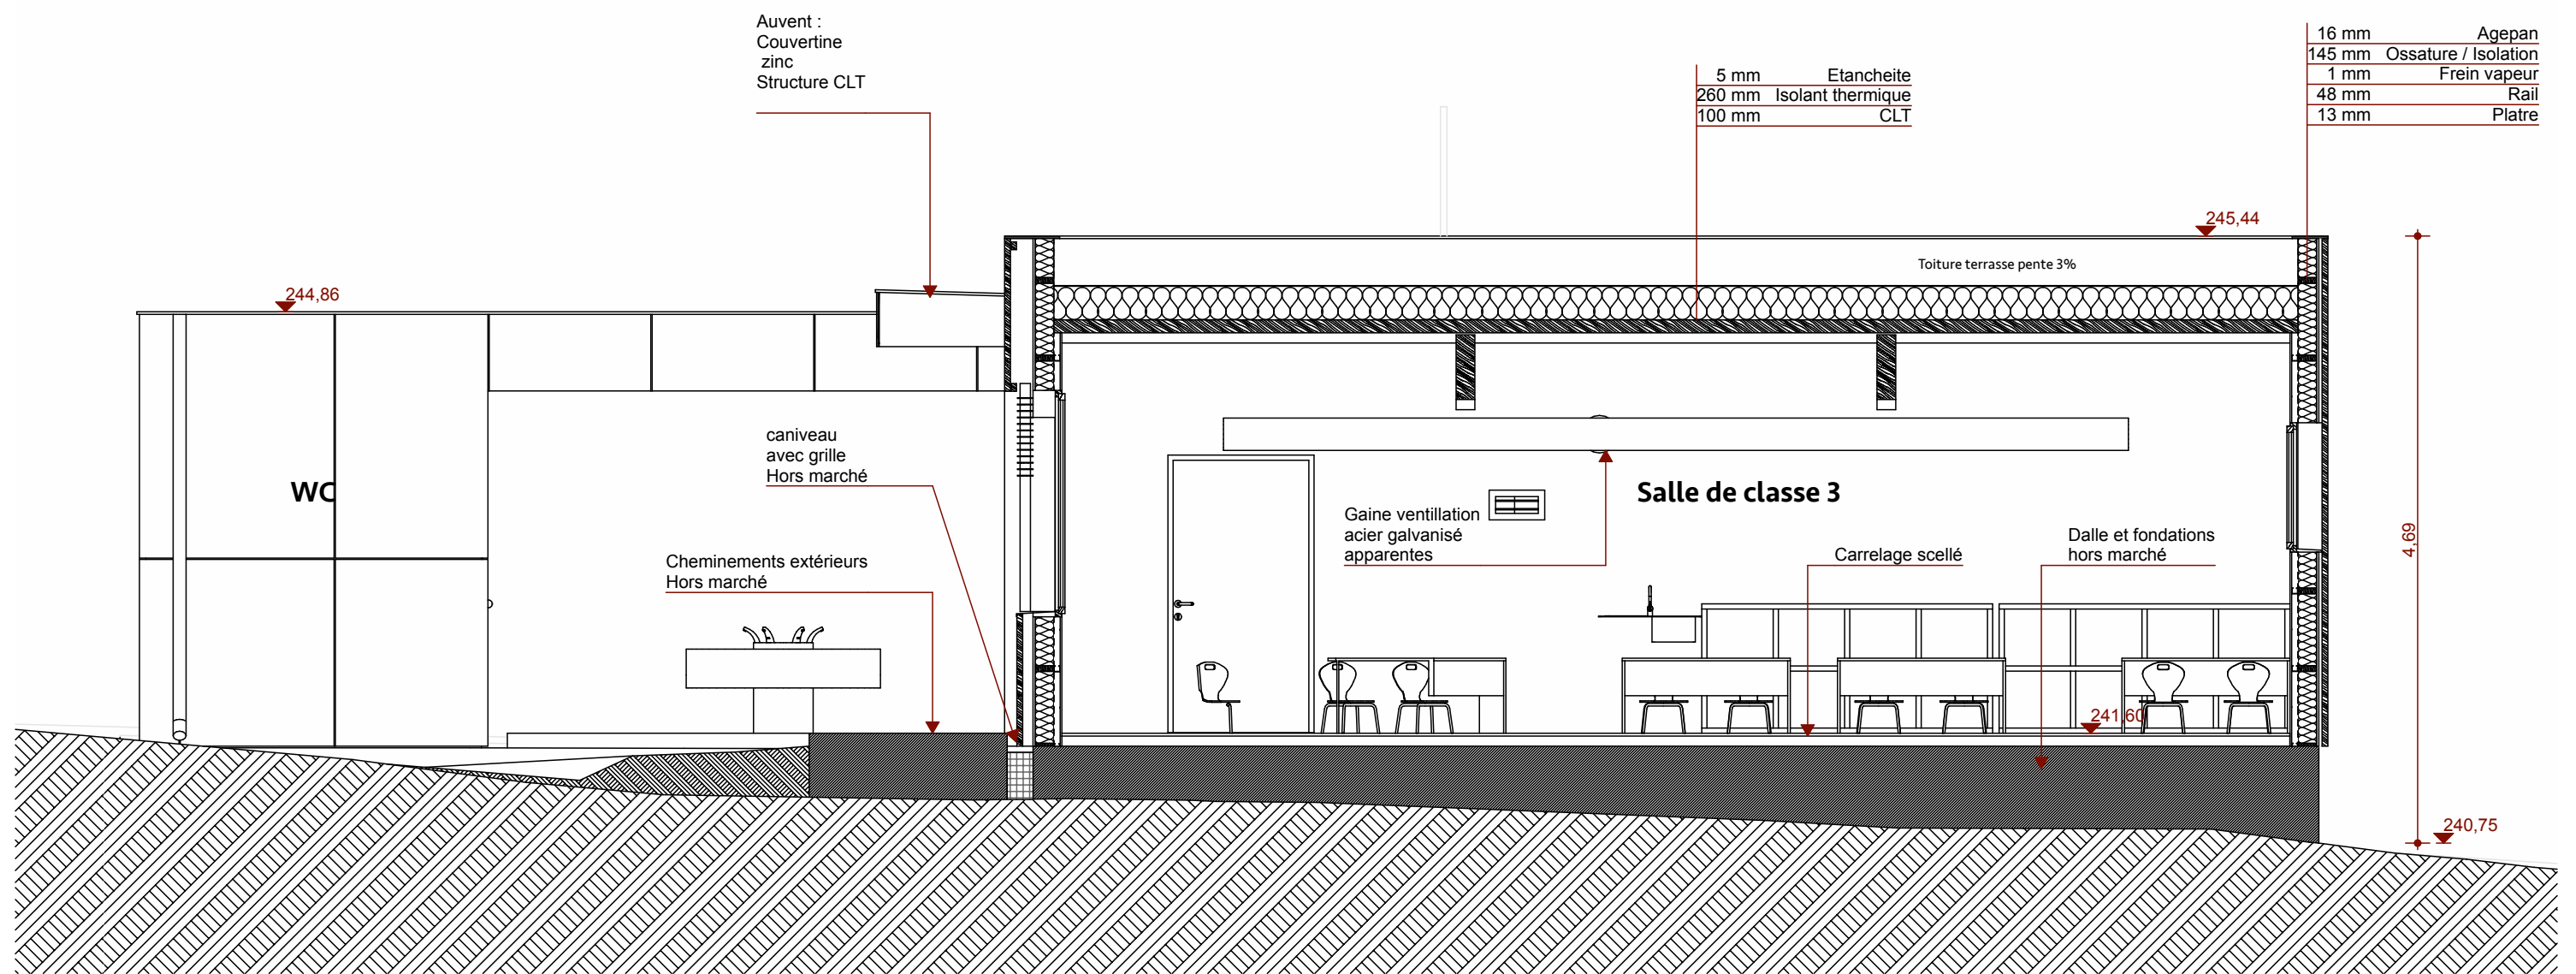 Auvent :
Couvertine
zinc
Structure CLT
5 mm Etancheite
260 mm Isolant thermique
100 mm CLT
16 mm Agepan
145 mm Ossature / Isolation
1 mm Frein vapeur
48 mm Rail
13 mm Platre
245,44
Toiture terrasse pente 3%
244,86
caniveau
avec grille
Hors marché
WC
Salle de classe 3
Gaine ventillation
acier galvanisé
apparentes
Cheminements extérieurs
Hors marché
Carrelage scellé
Dalle et fondations
hors marché
4,69
241,60
240,75